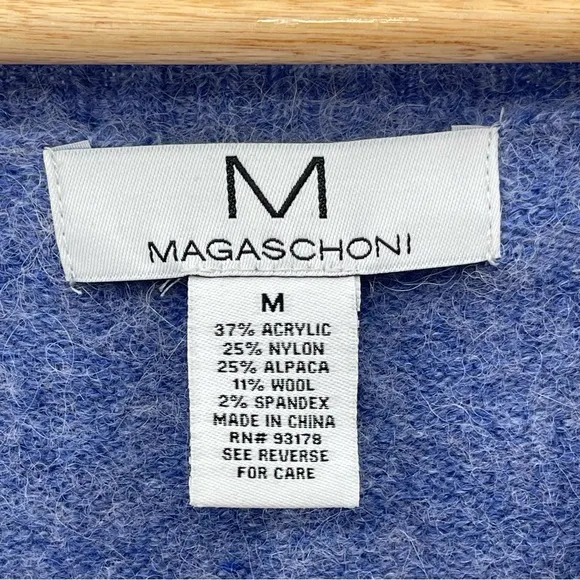 M
MAGASCHONI
M
37% ACRYLIC
25% NYLON
25% ALPACA
11% WOOL
2% SPANDEX
MADE IN CHINA
RN# 93178
SEE REVERSE
FOR CARE